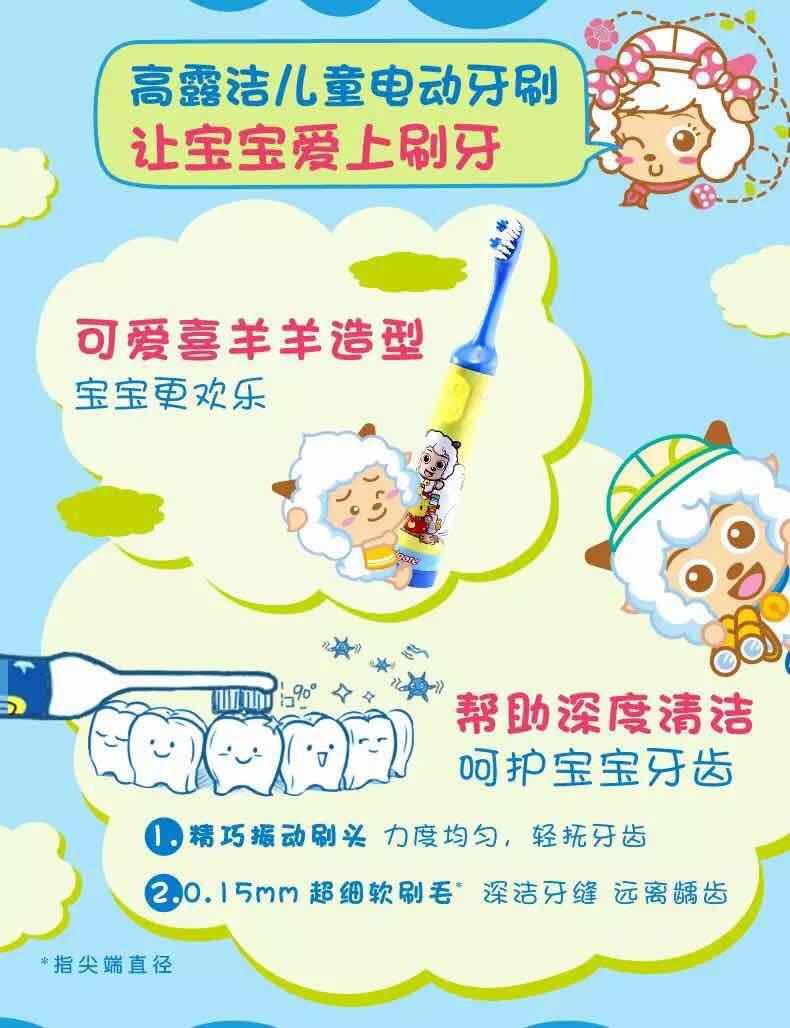 高露洁儿童电动牙刷
让宝宝爱上刷牙
可爱喜羊羊造型
宝宝更欢乐
90°
帮助深度清洁
呵护宝宝牙齿
1. 精巧振动刷头 力度均匀，轻抚牙齿
2. 0.15mm 超细软刷毛* 深洁牙缝 远离龋齿
*指尖端直径